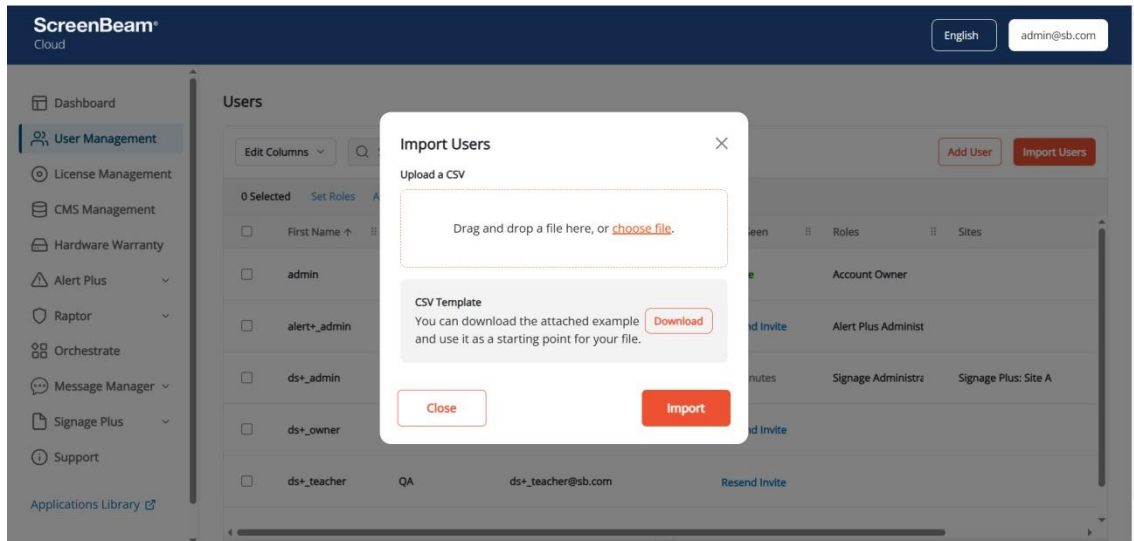 ScreenBeam®
Cloud
English
admin@sb.com
Dashboard
User Management
License Management
CMS Management
Hardware Warranty
Alert Plus
Raptor
Orchestrate
Message Manager
Signage Plus
Support
Applications Library
Users
Edit Columns
Add User
Import Users
0 Selected Set Roles
First Name Roles Sites
admin Account Owner
alert+_admin Invite Alert Plus Administ
ds+_admin Signage Administra Signage Plus: Site A
ds+_owner Invite
ds+_teacher QA ds+_teacher@sb.com Resend Invite
Import Users
Upload a CSV
Drag and drop a file here, or choose file.
CSV Template
You can download the attached example
and use it as a starting point for your file.
Download
Close
Import